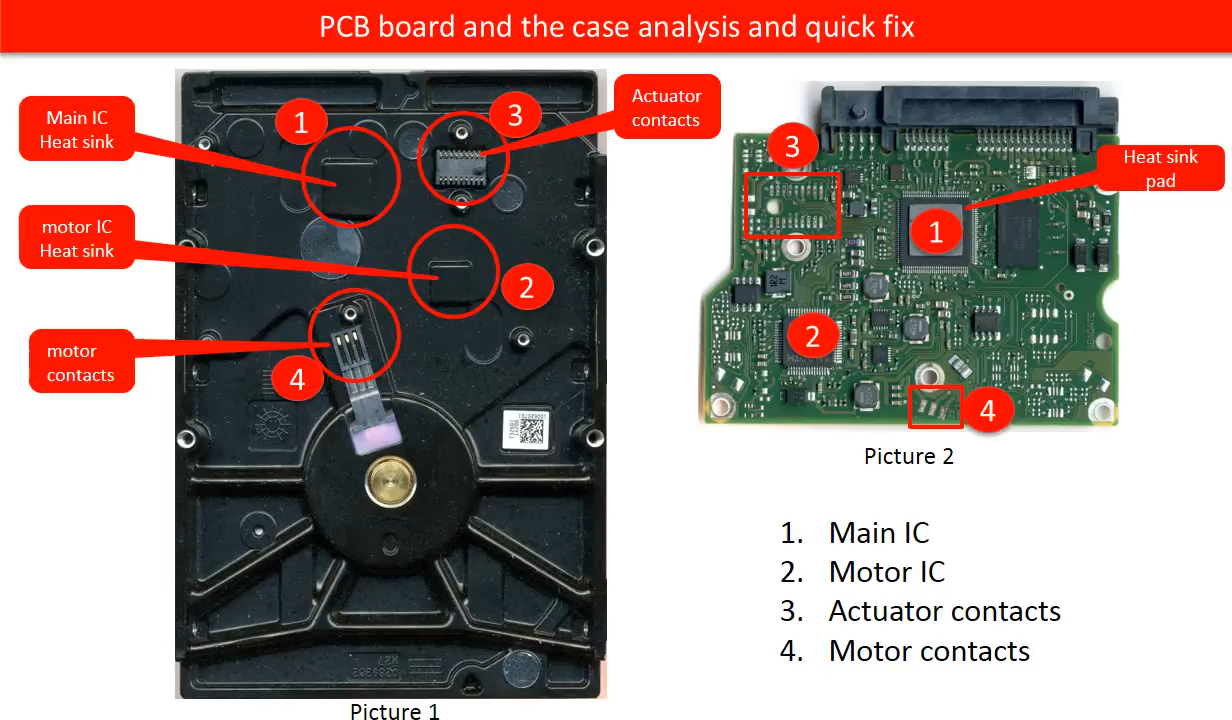 PCB board and the case analysis and quick fix
Main IC
Heat sink
1
3
Actuator
contacts
motor IC
Heat sink
2
motor
contacts
4
Picture 1
3
Heat sink
pad
1
2
4
Picture 2
1. Main IC
2. Motor IC
3. Actuator contacts
4. Motor contacts